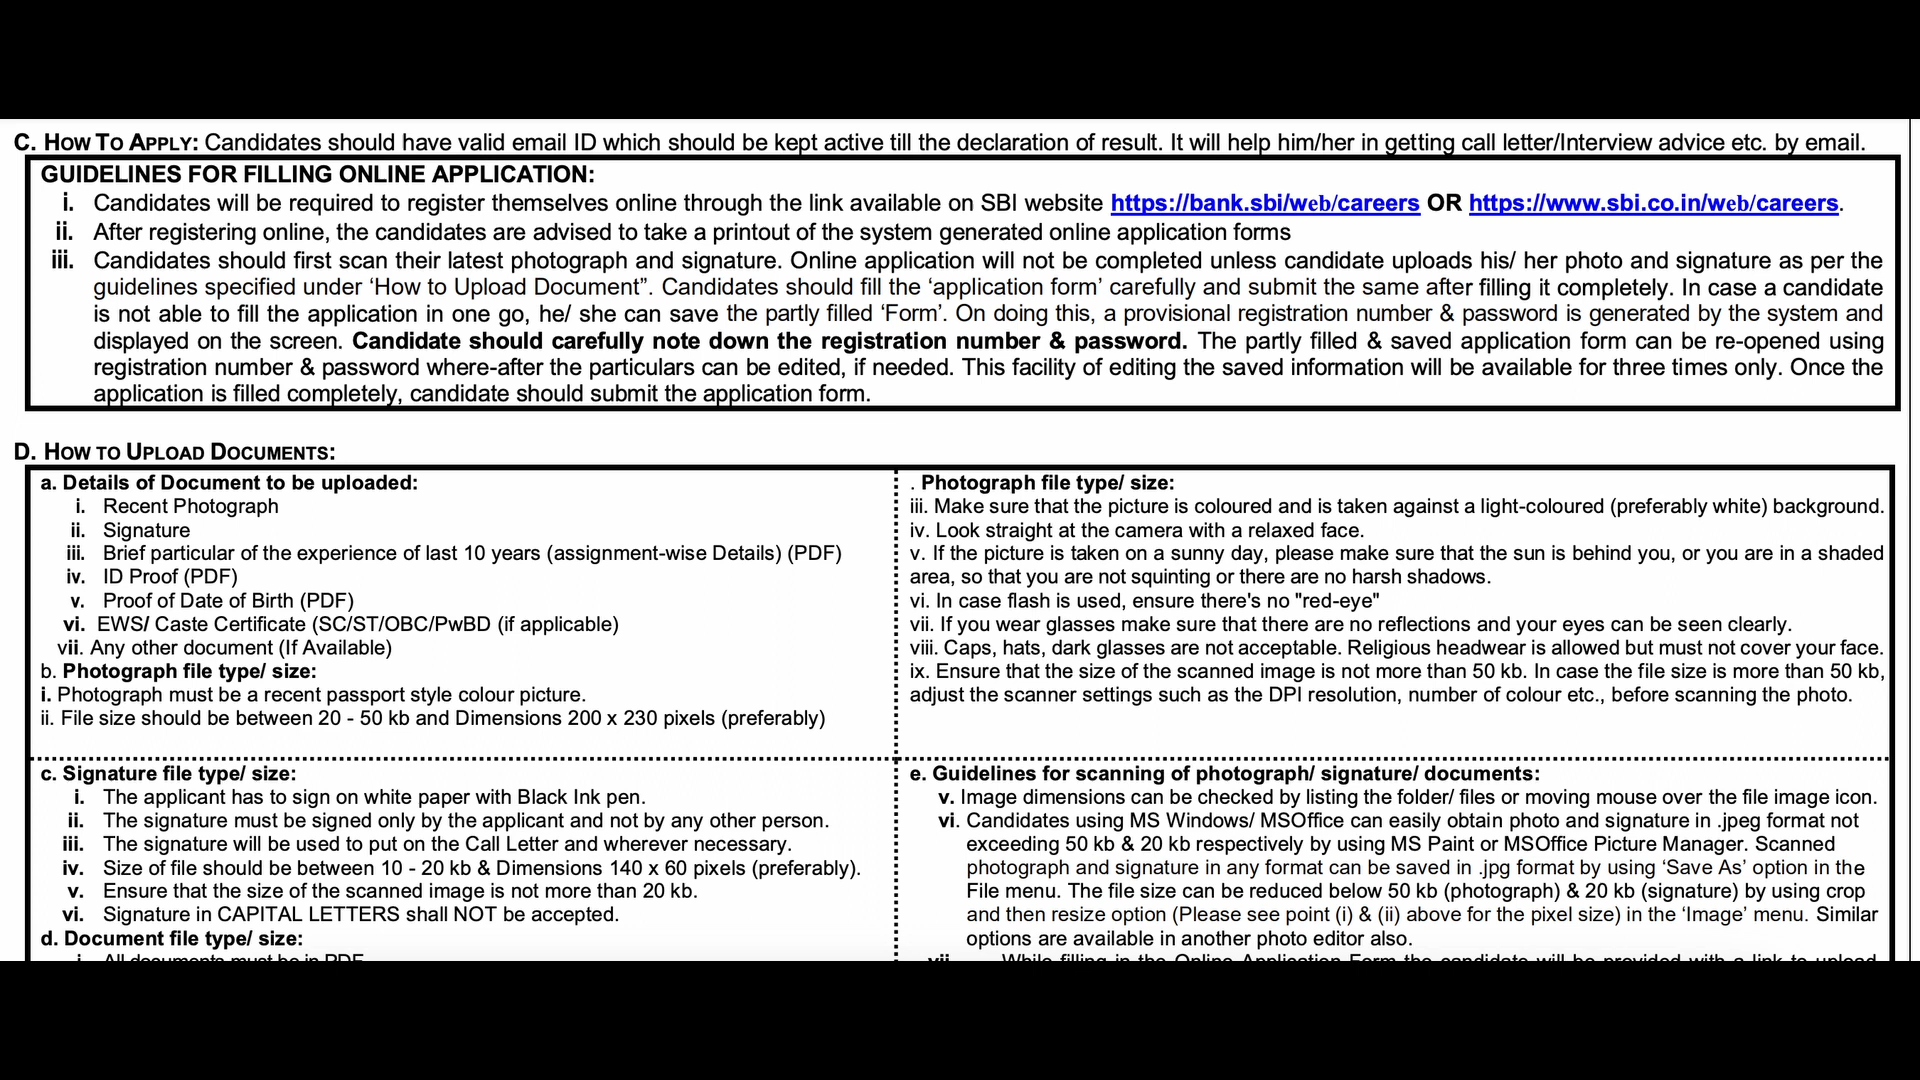 C. HOW TO APPLY: Candidates should have valid email ID which should be kept active till the declaration of result. It will help him/her in getting call letter/Interview advice etc. by email.
GUIDELINES FOR FILLING ONLINE APPLICATION:
i. Candidates will be required to register themselves online through the link available on SBI website https://bank.sbi/web/careers OR https://www.sbi.co.in/web/careers.
ii. After registering online, the candidates are advised to take a printout of the system generated online application forms
iii. Candidates should first scan their latest photograph and signature. Online application will not be completed unless candidate uploads his/ her photo and signature as per the
guidelines specified under ‘How to Upload Document”. Candidates should fill the ‘application form’ carefully and submit the same after filling it completely. In case a candidate
is not able to fill the application in one go, he/ she can save the partly filled ‘Form’. On doing this, a provisional registration number & password is generated by the system and
displayed on the screen. Candidate should carefully note down the registration number & password. The partly filled & saved application form can be re-opened using
registration number & password where-after the particulars can be edited, if needed. This facility of editing the saved information will be available for three times only. Once the
application is filled completely, candidate should submit the application form.
D. HOW TO UPLOAD DOCUMENTS:
a. Details of Document to be uploaded:
i. Recent Photograph
ii. Signature
iii. Brief particular of the experience of last 10 years (assignment-wise Details) (PDF)
iv. ID Proof (PDF)
v. Proof of Date of Birth (PDF)
vi. EWS/ Caste Certificate (SC/ST/OBC/PwBD (if applicable)
vii. Any other document (If Available)
b. Photograph file type/ size:
i. Photograph must be a recent passport style colour picture.
ii. File size should be between 20 - 50 kb and Dimensions 200 x 230 pixels (preferably)
. Photograph file type/ size:
iii. Make sure that the picture is coloured and is taken against a light-coloured (preferably white) background.
iv. Look straight at the camera with a relaxed face.
v. If the picture is taken on a sunny day, please make sure that the sun is behind you, or you are in a shaded
area, so that you are not squinting or there are no harsh shadows.
vi. In case flash is used, ensure there's no "red-eye"
vii. If you wear glasses make sure that there are no reflections and your eyes can be seen clearly.
viii. Caps, hats, dark glasses are not acceptable. Religious headwear is allowed but must not cover your face.
ix. Ensure that the size of the scanned image is not more than 50 kb. In case the file size is more than 50 kb,
adjust the scanner settings such as the DPI resolution, number of colour etc., before scanning the photo.
c. Signature file type/ size:
i. The applicant has to sign on white paper with Black Ink pen.
ii. The signature must be signed only by the applicant and not by any other person.
iii. The signature will be used to put on the Call Letter and wherever necessary.
iv. Size of file should be between 10 - 20 kb & Dimensions 140 x 60 pixels (preferably).
v. Ensure that the size of the scanned image is not more than 20 kb.
vi. Signature in CAPITAL LETTERS shall NOT be accepted.
d. Document file type/ size:
i. All documents must be in PDF
e. Guidelines for scanning of photograph/ signature/ documents:
v. Image dimensions can be checked by listing the folder/ files or moving mouse over the file image icon.
vi. Candidates using MS Windows/ MSOffice can easily obtain photo and signature in .jpeg format not
exceeding 50 kb & 20 kb respectively by using MS Paint or MSOffice Picture Manager. Scanned
photograph and signature in any format can be saved in .jpg format by using ‘Save As’ option in the
File menu. The file size can be reduced below 50 kb (photograph) & 20 kb (signature) by using crop
and then resize option (Please see point (i) & (ii) above for the pixel size) in the ‘Image’ menu. Similar
options are available in another photo editor also.
vii. While filling in the Online Application Form the candidate will be provided with a link to upload